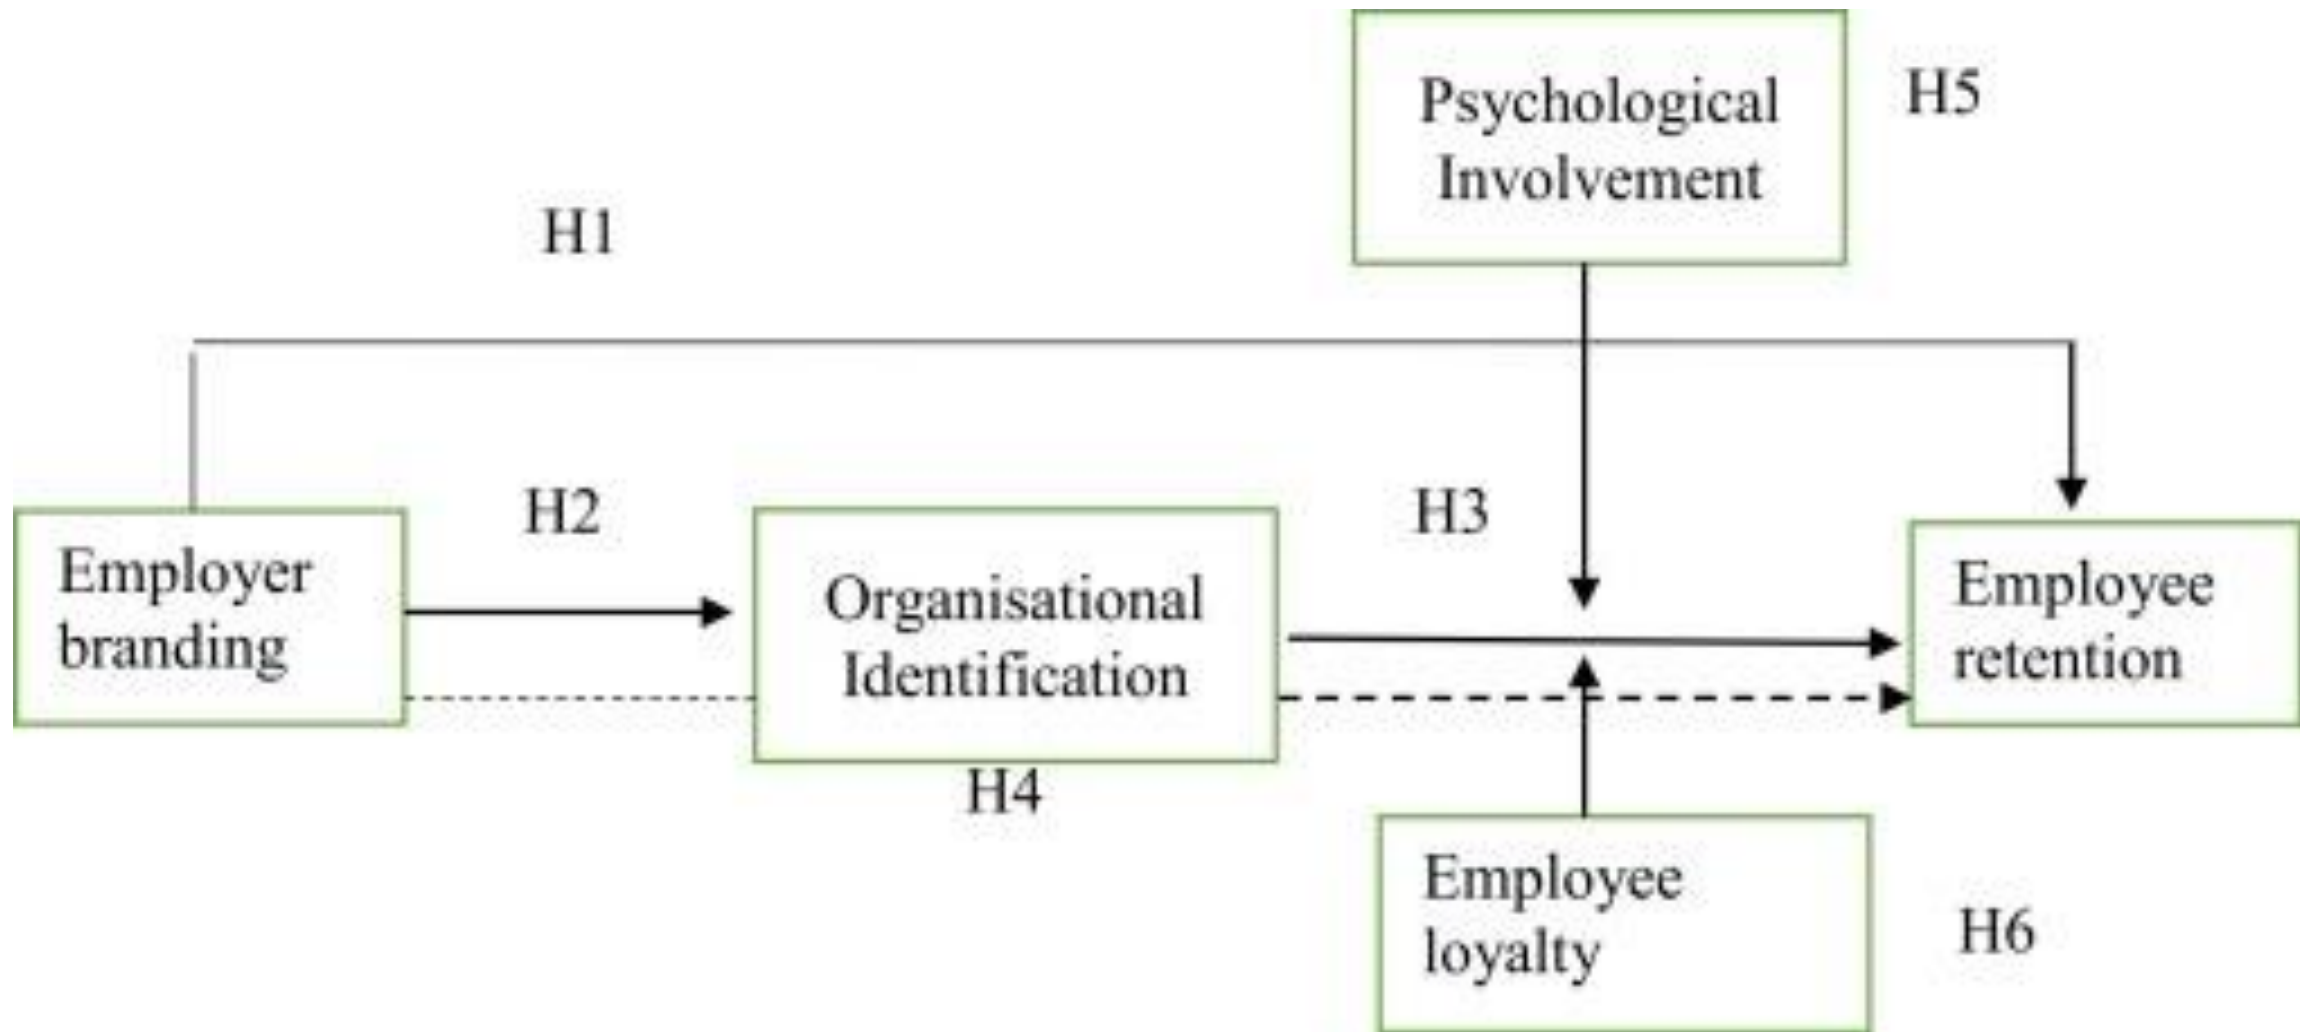 Psychological
Involvement
H5
H1
H2
H3
Employer
branding
Organisational
Identification
Employee
retention
H4
Employee
loyalty
H6